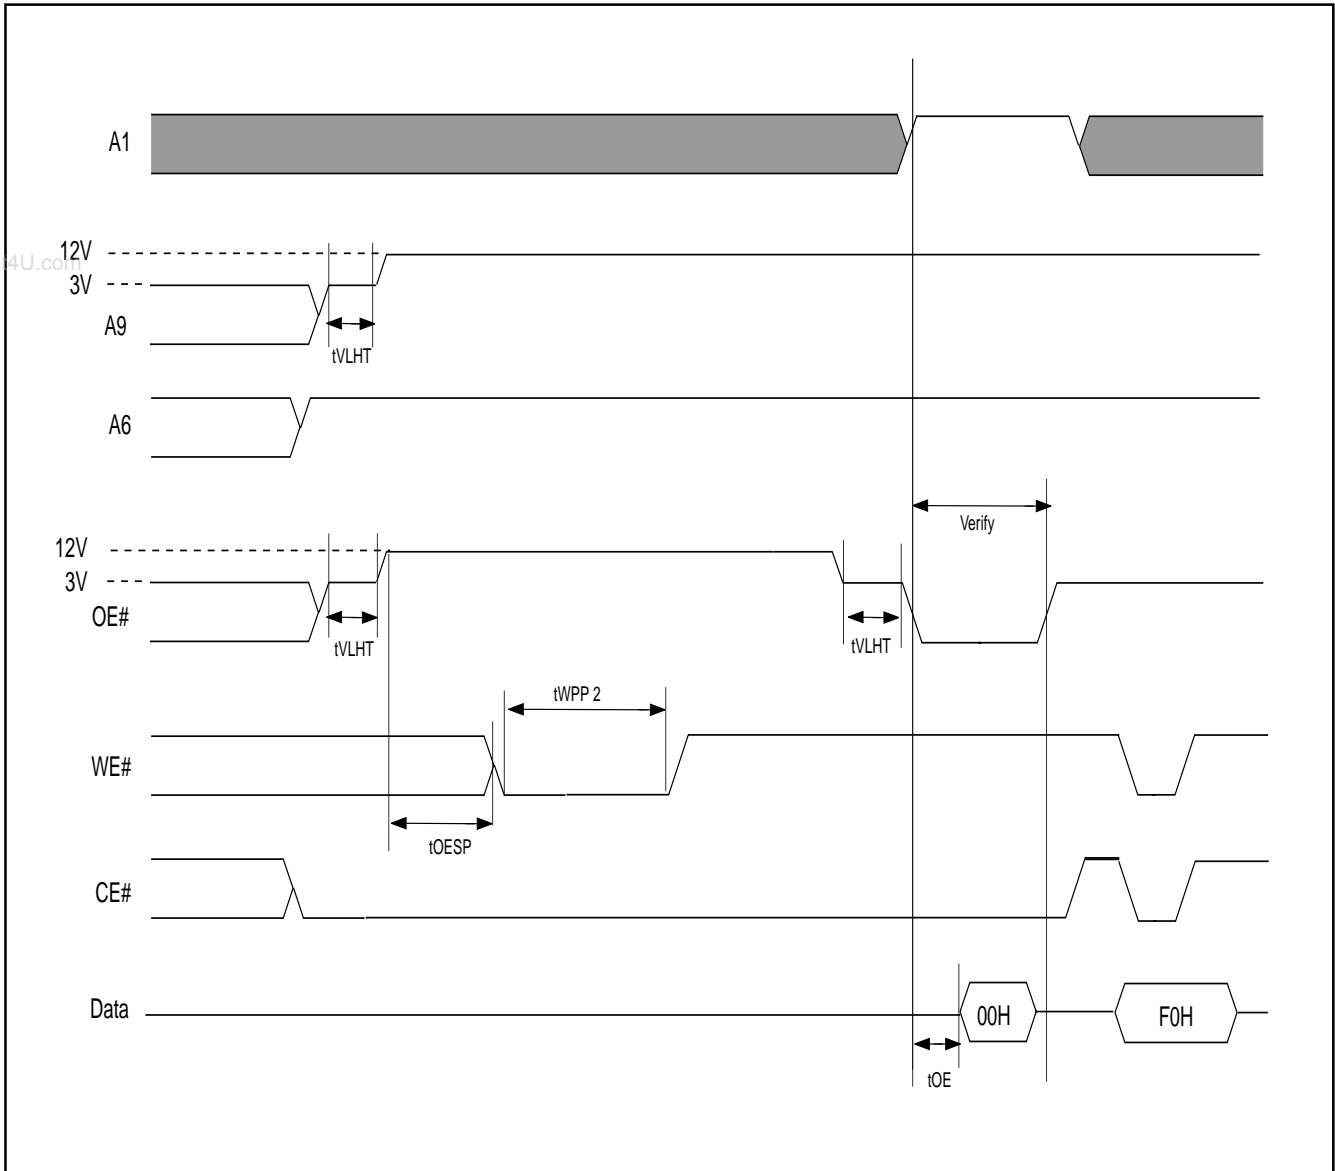 A1
12V
t4U.com
3V
A9
tVLHT
A6
Verify
12V
3V
OE#
tVLHT
tVLHT
tWPP 2
WE#
tOESP
CE#
Data
00H
F0H
tOE